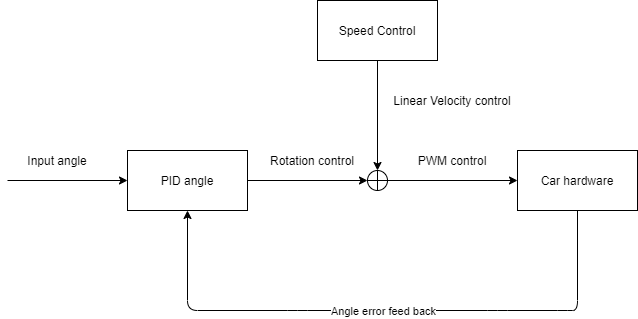 Speed Control
Linear Velocity control
Input angle
Rotation control
PWM control
PID angle
Car hardware
Angle error feed back